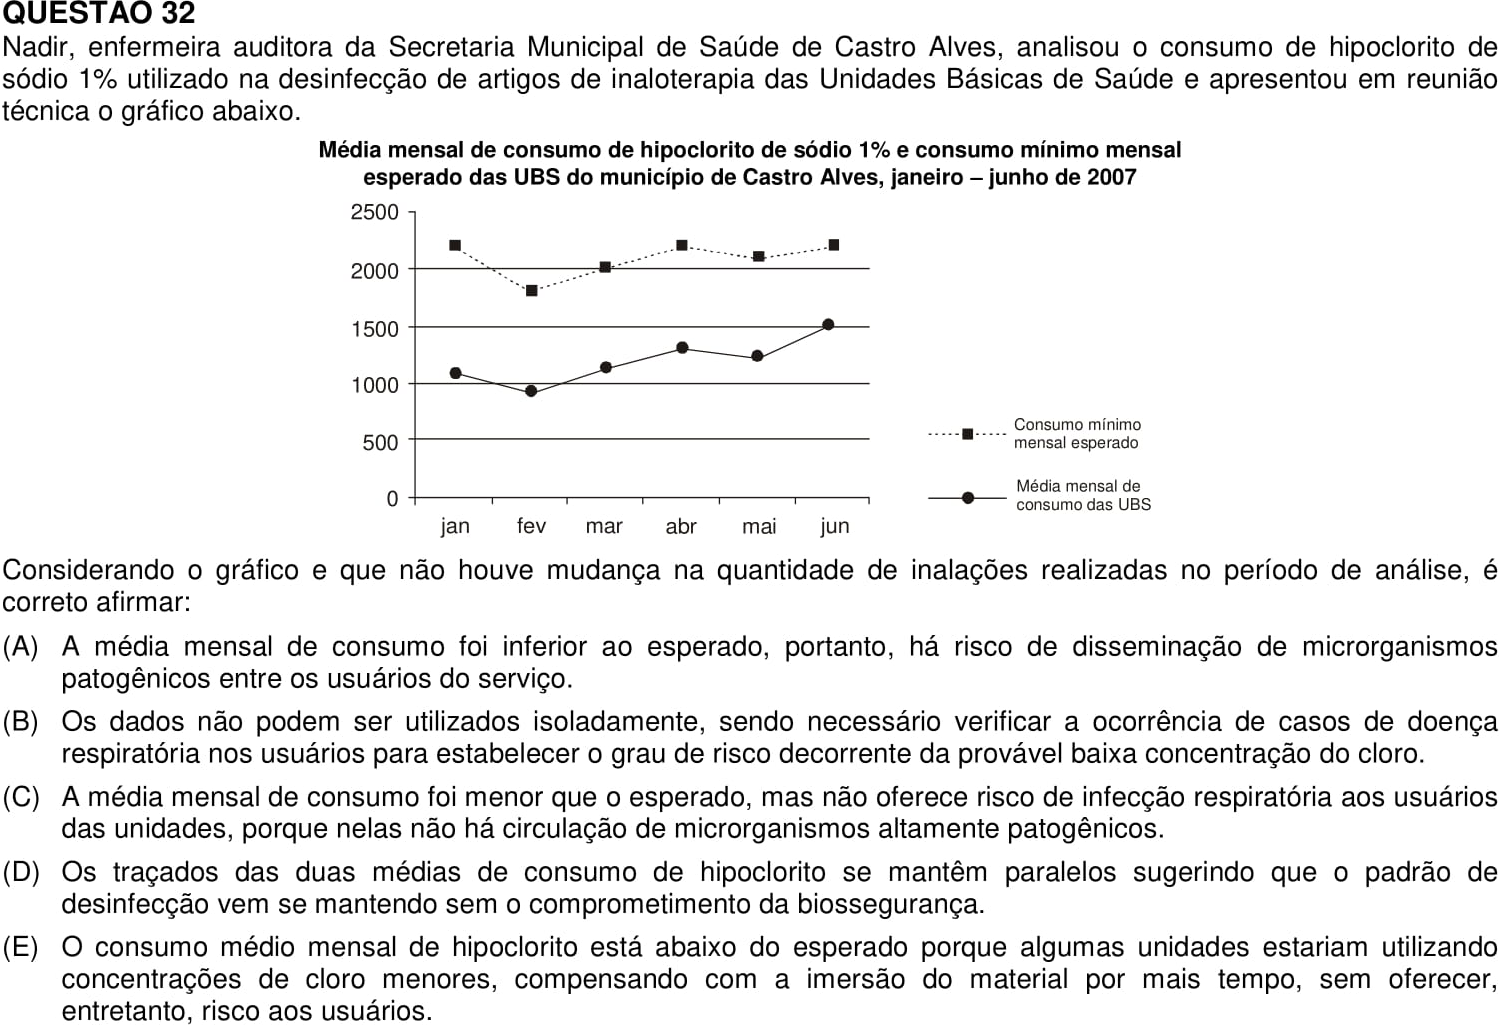 QUESTÃO 32
Nadir, enfermeira auditora da Secretaria Municipal de Saúde de Castro Alves, analisou o consumo de hipoclorito de
sódio 1% utilizado na desinfecção de artigos de inaloterapia das Unidades Básicas de Saúde e apresentou em reunião
técnica o gráfico abaixo.
Média mensal de consumo de hipoclorito de sódio 1% e consumo mínimo mensal
esperado das UBS do município de Castro Alves, janeiro – junho de 2007
2500
2000
1500
1000
500
0
jan fev mar abr mai jun
Consumo mínimo
mensal esperado
Média mensal de
consumo das UBS
Considerando o gráfico e que não houve mudança na quantidade de inalações realizadas no período de análise, é
correto afirmar:
(A) A média mensal de consumo foi inferior ao esperado, portanto, há risco de disseminação de microrganismos
patogênicos entre os usuários do serviço.
(B) Os dados não podem ser utilizados isoladamente, sendo necessário verificar a ocorrência de casos de doença
respiratória nos usuários para estabelecer o grau de risco decorrente da provável baixa concentração do cloro.
(C) A média mensal de consumo foi menor que o esperado, mas não oferece risco de infecção respiratória aos usuários
das unidades, porque nelas não há circulação de microrganismos altamente patogênicos.
(D) Os traçados das duas médias de consumo de hipoclorito se mantêm paralelos sugerindo que o padrão de
desinfecção vem se mantendo sem o comprometimento da biossegurança.
(E) O consumo médio mensal de hipoclorito está abaixo do esperado porque algumas unidades estariam utilizando
concentrações de cloro menores, compensando com a imersão do material por mais tempo, sem oferecer,
entretanto, risco aos usuários.